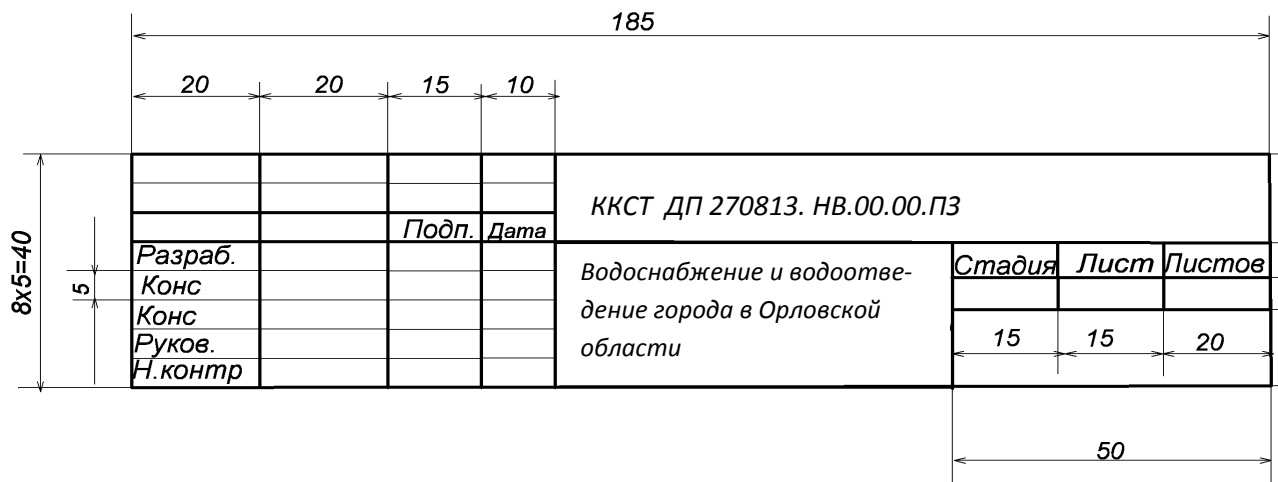 185
20 20 15 10
ККСТ ДП 270813. НВ.00.00.ПЗ
Подп. Дата
8х5=40
5
Разраб.
Конс
Конс
Руков.
Н.контр
Водоснабжение и водоотве-
дение города в Орловской
области
Стадия Лист Листов
15 15 20
50